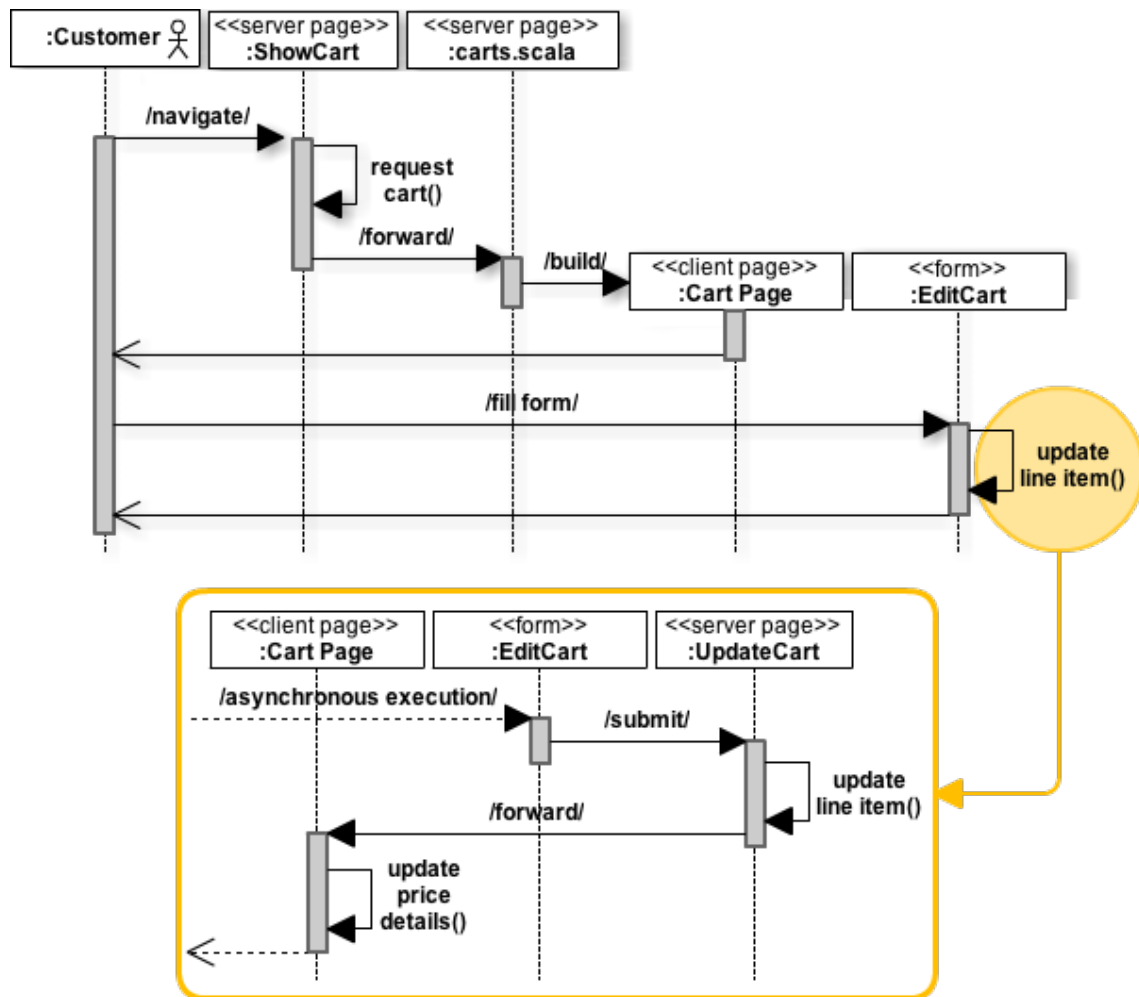 :Customer
<<server page>>
:ShowCart
<<server page>>
:carts.scala
/navigate/
request
cart()
/forward/
/build/
<<client page>>
:Cart Page
<<form>>
:EditCart
/fill form/
update
line item()
<<client page>>
:Cart Page
<<form>>
:EditCart
<<server page>>
:UpdateCart
/asynchronous execution/
/submit/
update
line item()
/forward/
update
price
details()